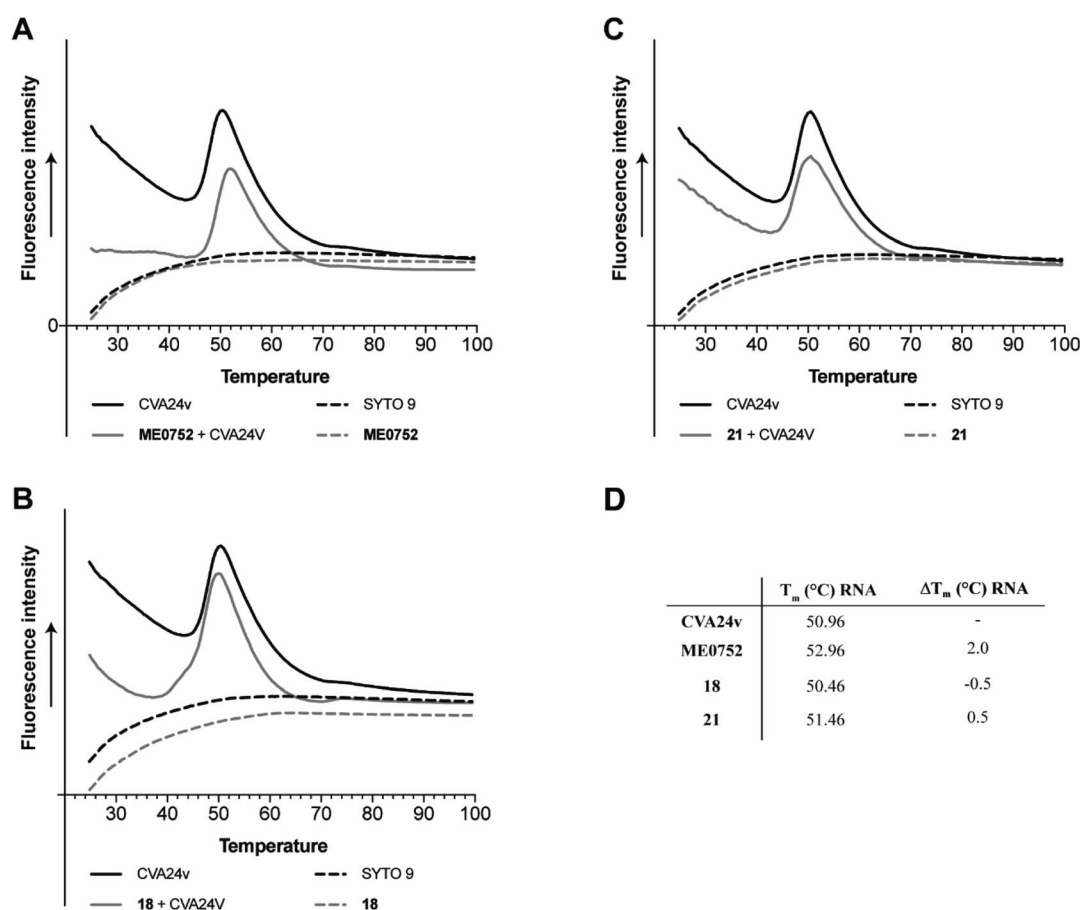 A
Fluorescence intensity
0
30 40 50 60 70 80 90 100
Temperature
CVA24v SYTO 9
ME0752 + CVA24V ME0752
C
Fluorescence intensity
30 40 50 60 70 80 90 100
Temperature
CVA24v SYTO 9
21 + CVA24V 21
B
Fluorescence intensity
30 40 50 60 70 80 90 100
Temperature
CVA24v SYTO 9
18 + CVA24V 18
D
Tm (°C) RNA ΔTm (°C) RNA
CVA24v 50.96 -
ME0752 52.96 2.0
18 50.46 -0.5
21 51.46 0.5